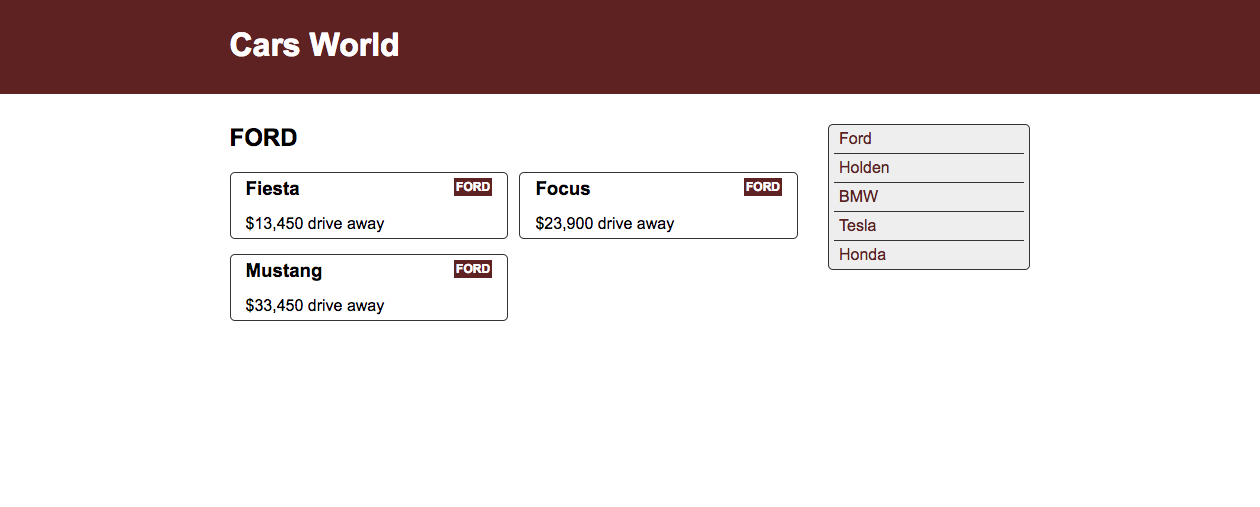 Cars World
FORD
Fiesta FORD
$13,450 drive away
Focus FORD
$23,900 drive away
Mustang FORD
$33,450 drive away
Ford
Holden
BMW
Tesla
Honda